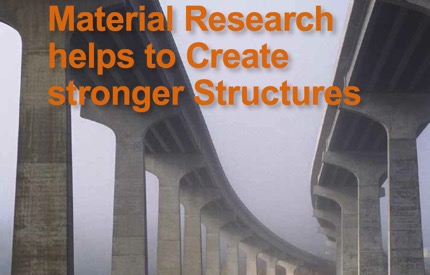 Material Research
helps to Create
stronger Structures